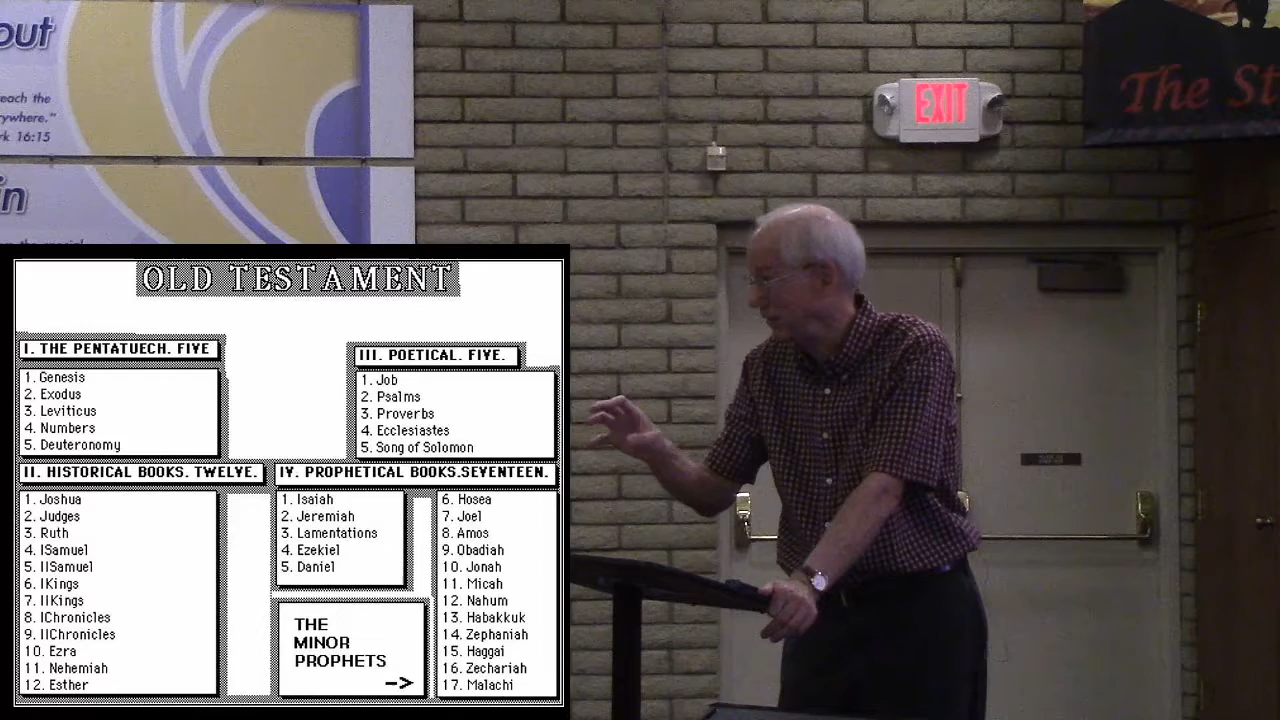 out
each the
ywhere."
rk 16:15
in
EXIT
The St
OLD TESTAMENT
I. THE PENTATUECH. FIVE
1. Genesis
2. Exodus
3. Leviticus
4. Numbers
5. Deuteronomy
III. POETICAL. FIVE.
1. Job
2. Psalms
3. Proverbs
4. Ecclesiastes
5. Song of Solomon
II. HISTORICAL BOOKS. TWELVE.
1. Joshua
2. Judges
3. Ruth
4. ISamuel
5. IISamuel
6. IKings
7. IIKings
8. IChronicles
9. IIChronicles
10. Ezra
11. Nehemiah
12. Esther
IV. PROPHETICAL BOOKS.SEVENTEEN.
1. Isaiah
2. Jeremiah
3. Lamentations
4. Ezekiel
5. Daniel
THE
MINOR
PROPHETS
->
6. Hosea
7. Joel
8. Amos
9. Obadiah
10. Jonah
11. Micah
12. Nahum
13. Habakkuk
14. Zephaniah
15. Haggai
16. Zechariah
17. Malachi